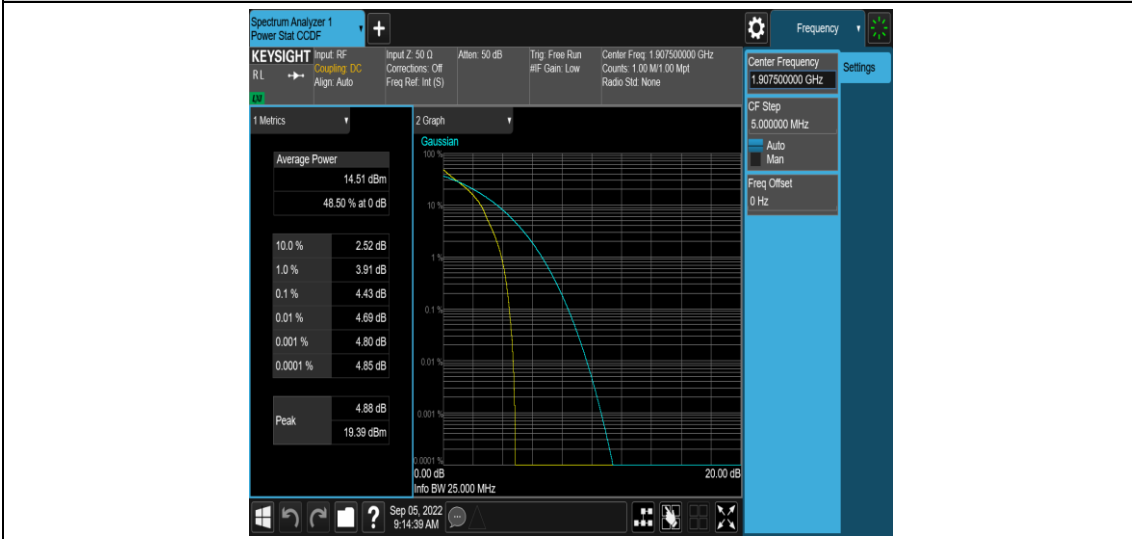 Spectrum Analyzer 1
Power Stat CCDF
+
Frequency
KEYSIGHT
RL
LXI
Input: RF
Coupling: DC
Align: Auto
Input Z: 50 Ω
Corrections: Off
Freq Ref: Int (S)
Atten: 50 dB
Trig: Free Run
#IF Gain: Low
Center Freq: 1.907500000 GHz
Counts: 1.00 M/1.00 Mpt
Radio Std: None
Center Frequency
1.907500000 GHz
Settings
CF Step
5.000000 MHz
Auto
Man
Freq Offset
0 Hz
1 Metrics
Average Power
14.51 dBm
48.50 % at 0 dB
10.0 % 2.52 dB
1.0 % 3.91 dB
0.1 % 4.43 dB
0.01 % 4.69 dB
0.001 % 4.80 dB
0.0001 % 4.85 dB
Peak
4.88 dB
19.39 dBm
2 Graph
Gaussian
100 %
10 %
1 %
0.1 %
0.01 %
0.001 %
0.0001 %
0.00 dB 20.00 dB
Info BW 25.000 MHz
?
Sep 05, 2022
9:14:39 AM